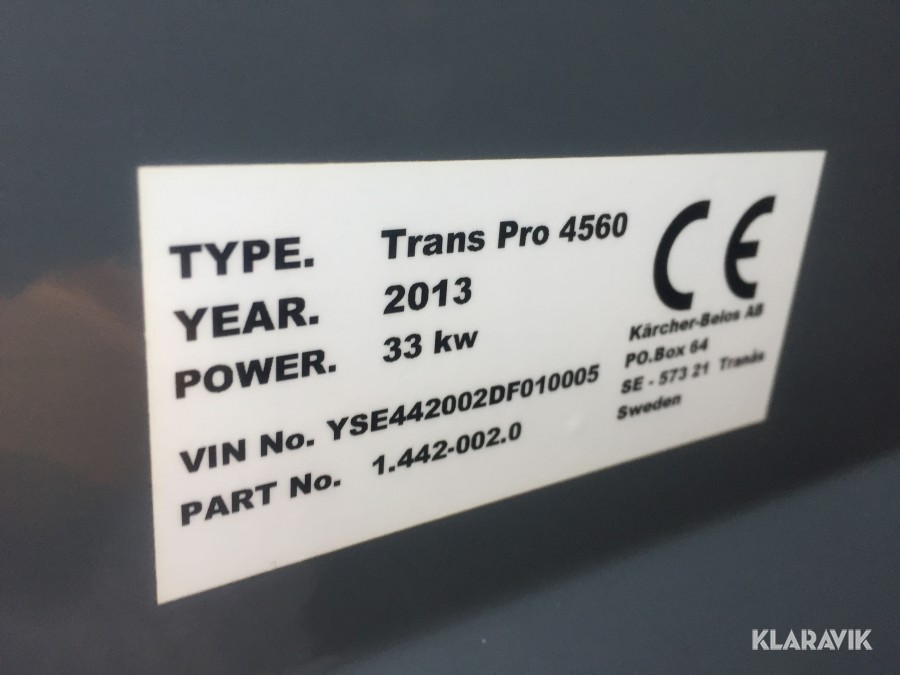 TYPE. Trans Pro 4560
YEAR. 2013
POWER. 33 kw
VIN No. YSE442002DF010005
PART No. 1.442-002.0
CE
Kärcher-Belos AB
PO.Box 64
SE - 573 21 Tranås
Sweden
KLARAVIK